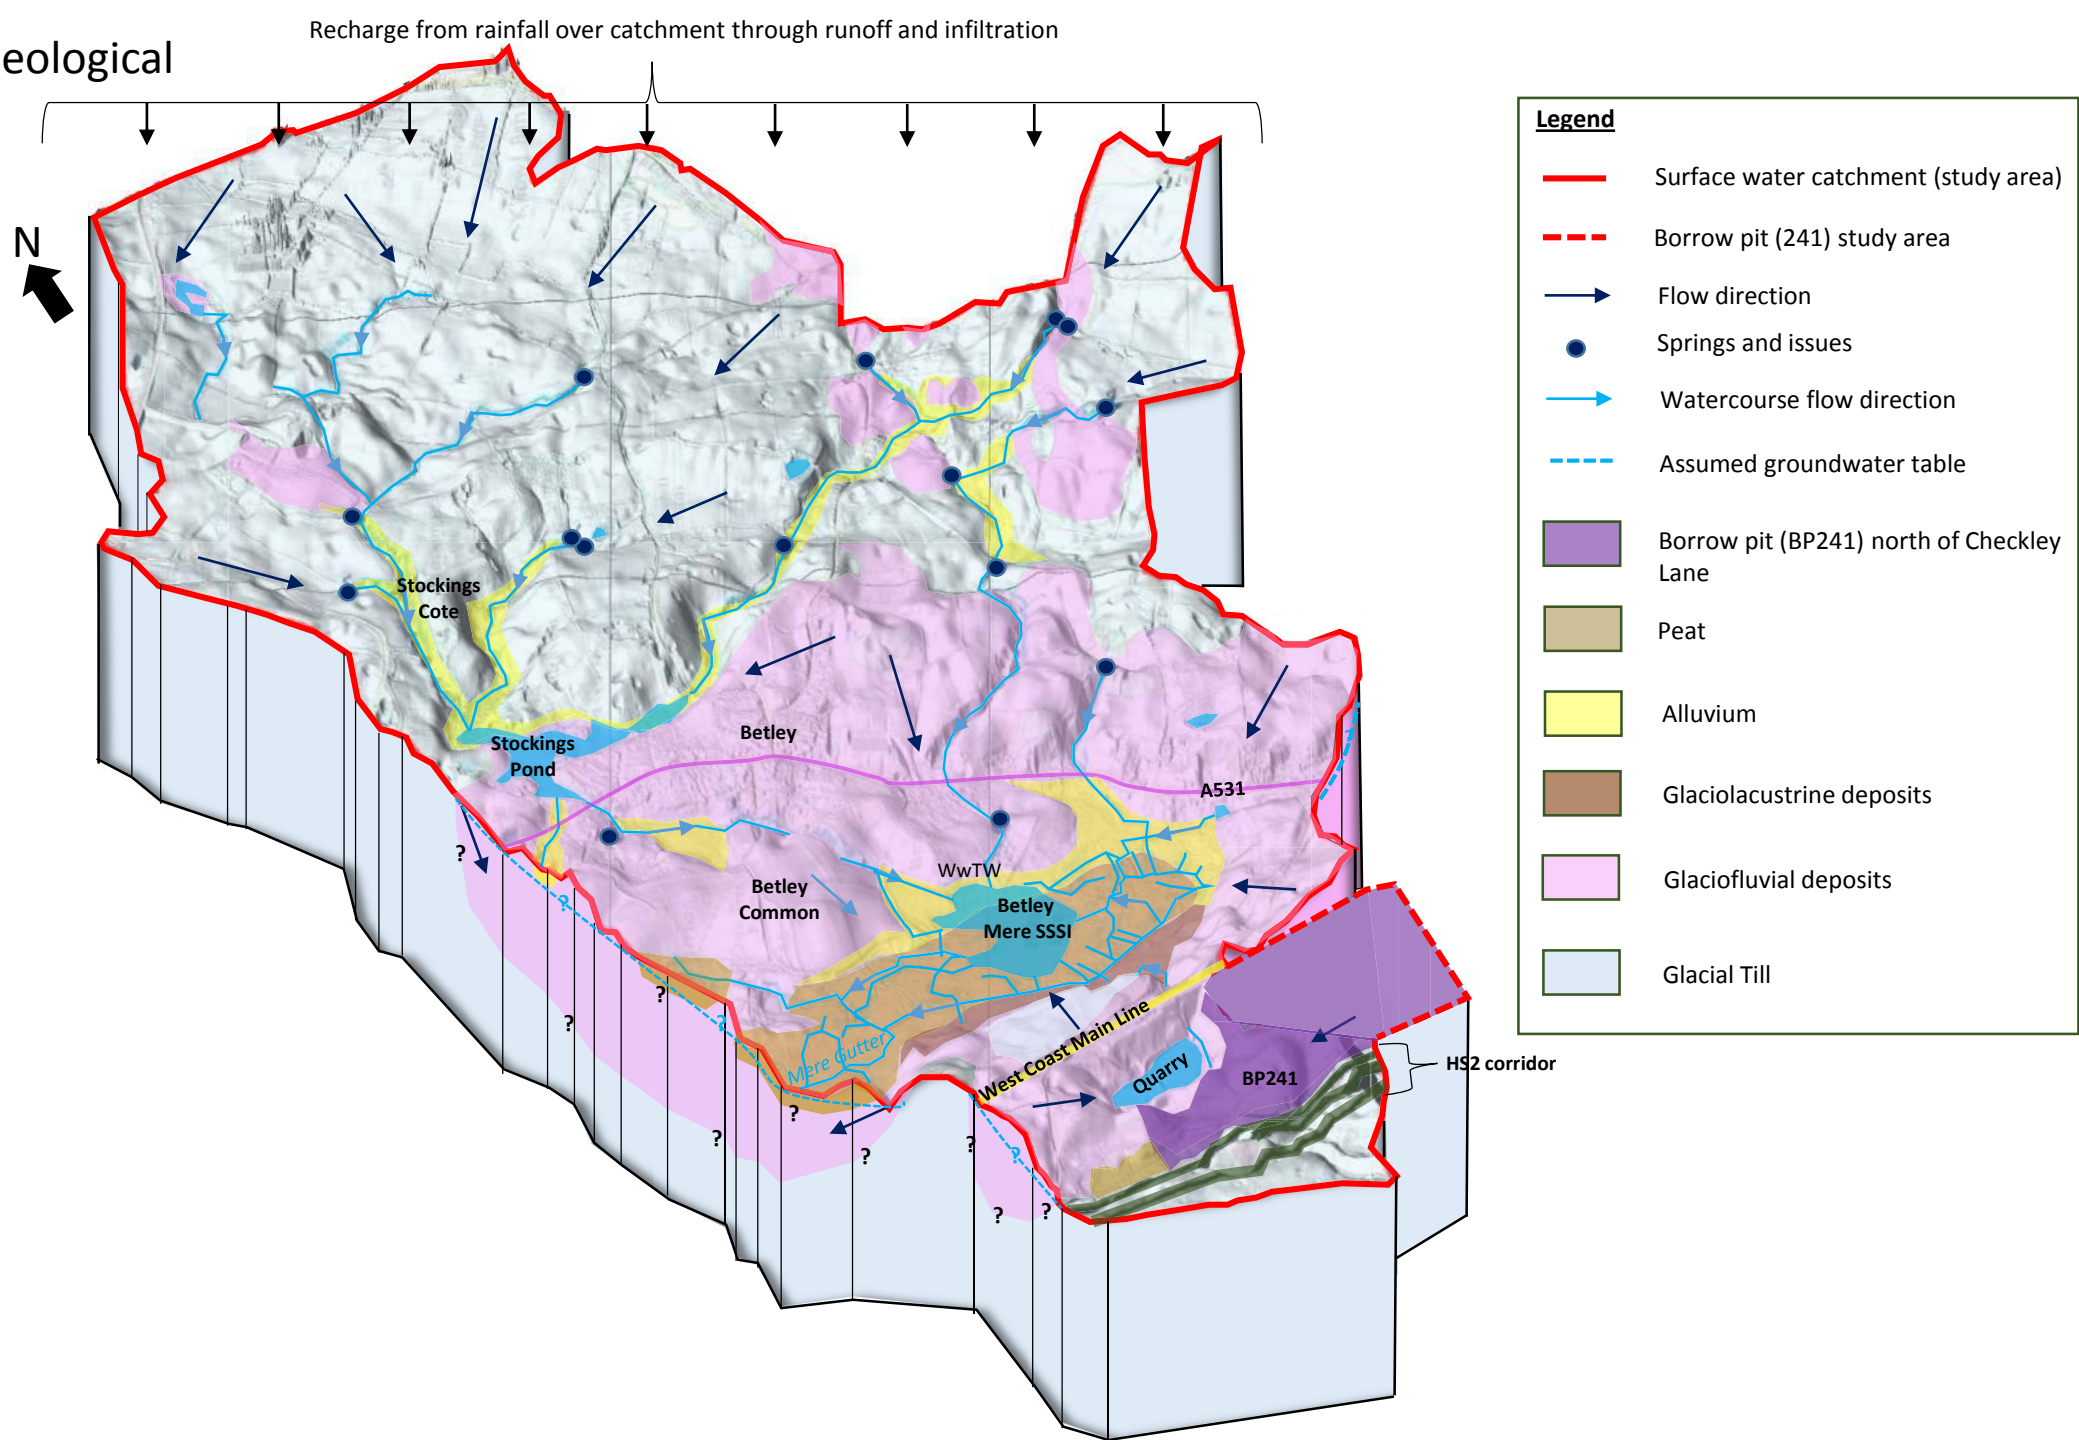 eological
Recharge from rainfall over catchment through runoff and infiltration
N
Stockings
Cote
Stockings
Pond
Betley
A531
?
WwTW
Betley
Common
Betley
Mere SSSI
?
?
?
?
Mere Gutter
West Coast Main Line
Quarry
BP241
HS2 corridor
?
?
?
?
?
?
?
Legend
Surface water catchment (study area)
Borrow pit (241) study area
Flow direction
Springs and issues
Watercourse flow direction
Assumed groundwater table
Borrow pit (BP241) north of Checkley
Lane
Peat
Alluvium
Glaciolacustrine deposits
Glaciofluvial deposits
Glacial Till